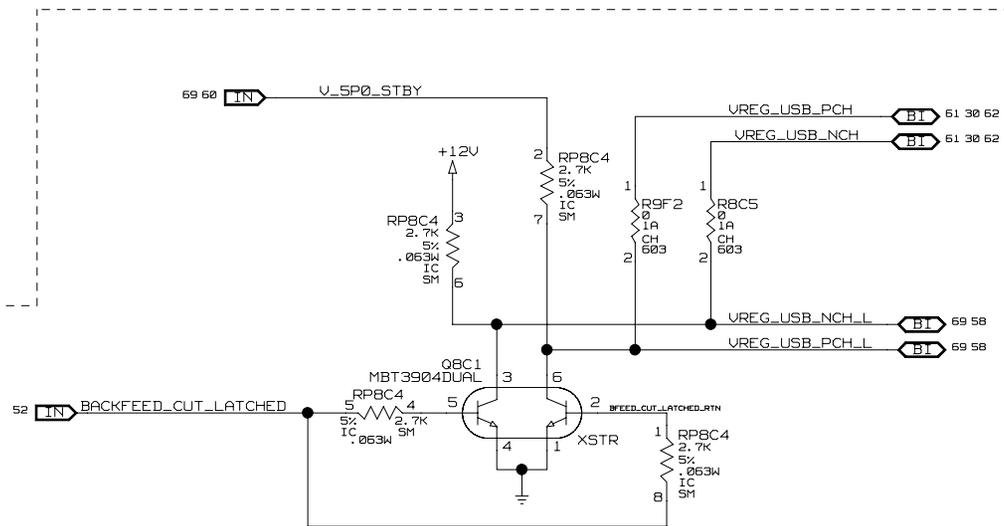 69 60 IN V_5P0_STBY
VREG_USB_PCH BI 61 30 62
VREG_USB_NCH BI 61 30 62
+12V
2 RP8C4
2.7K
5%
.063W
IC
SM
7
3
RP8C4
2.7K
5%
.063W
IC
SM
6
1
R9F2
0
1A
CH
603
2
1
R8C5
0
1A
CH
603
2
VREG_USB_NCH_L BI 69 58
VREG_USB_PCH_L BI 69 58
Q8C1
MBT3904DUAL 3 6
52 IN BACKFEED_CUT_LATCHED
RP8C4
5 4
5% 2.7K
IC SM
.063W
5 2
BFEED_CUT_LATCHED_RTN
4 1
XSTR
1 RP8C4
2.7K
5%
.063W
IC
8 SM